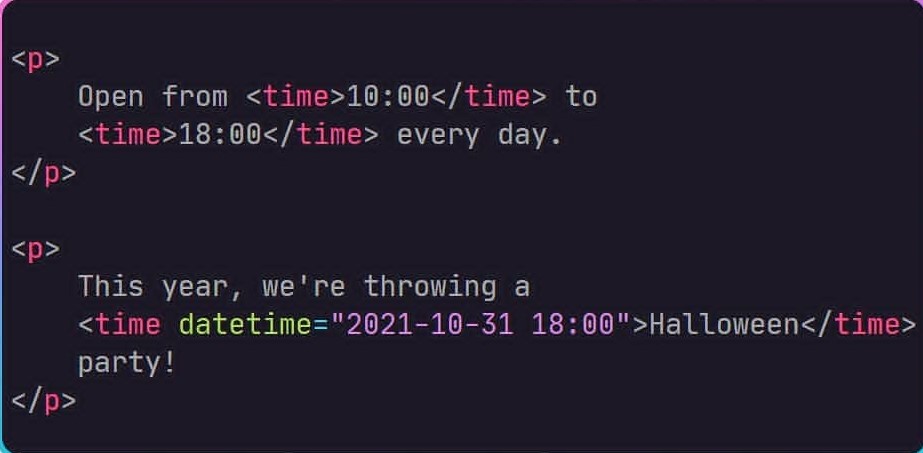 <p>
    Open from <time>10:00</time> to
    <time>18:00</time> every day.
</p>
<p>
    This year, we're throwing a
    <time datetime="2021-10-31 18:00">Halloween</time>
    party!
</p>